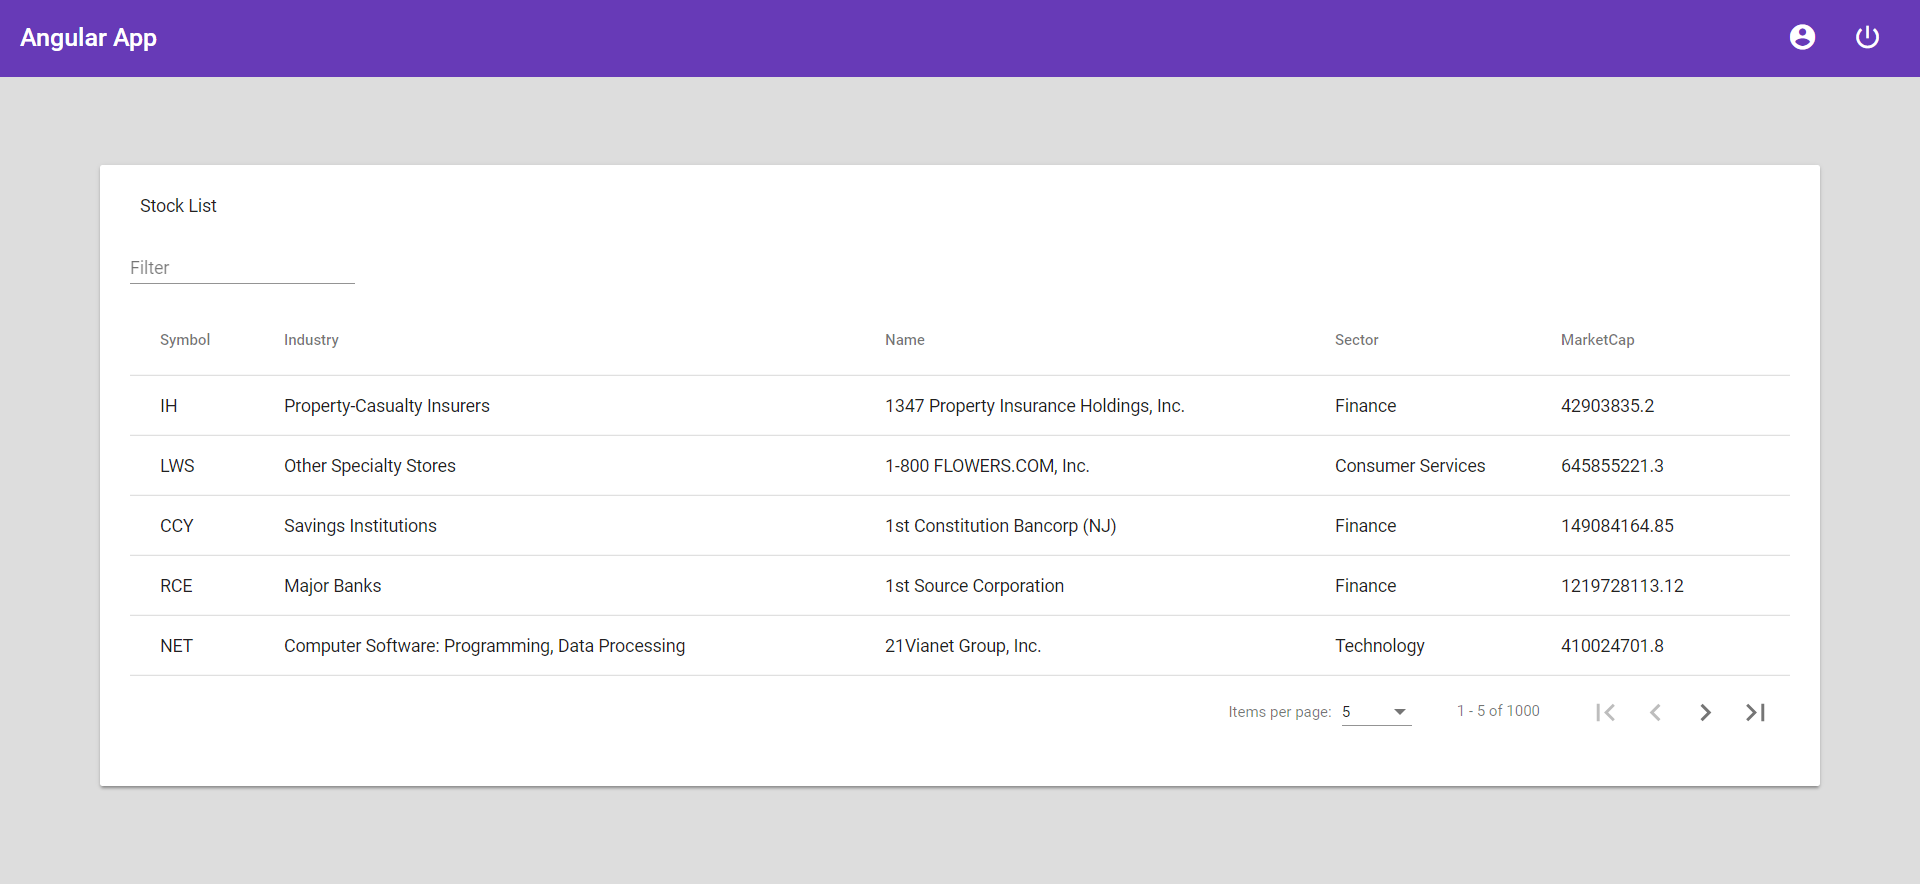 Angular App
Stock List
Filter
Symbol Industry Name Sector MarketCap
IH Property-Casualty Insurers 1347 Property Insurance Holdings, Inc. Finance 42903835.2
LWS Other Specialty Stores 1-800 FLOWERS.COM, Inc. Consumer Services 645855221.3
CCY Savings Institutions 1st Constitution Bancorp (NJ) Finance 149084164.85
RCE Major Banks 1st Source Corporation Finance 1219728113.12
NET Computer Software: Programming, Data Processing 21Vianet Group, Inc. Technology 410024701.8
Items per page: 5 1 - 5 of 1000